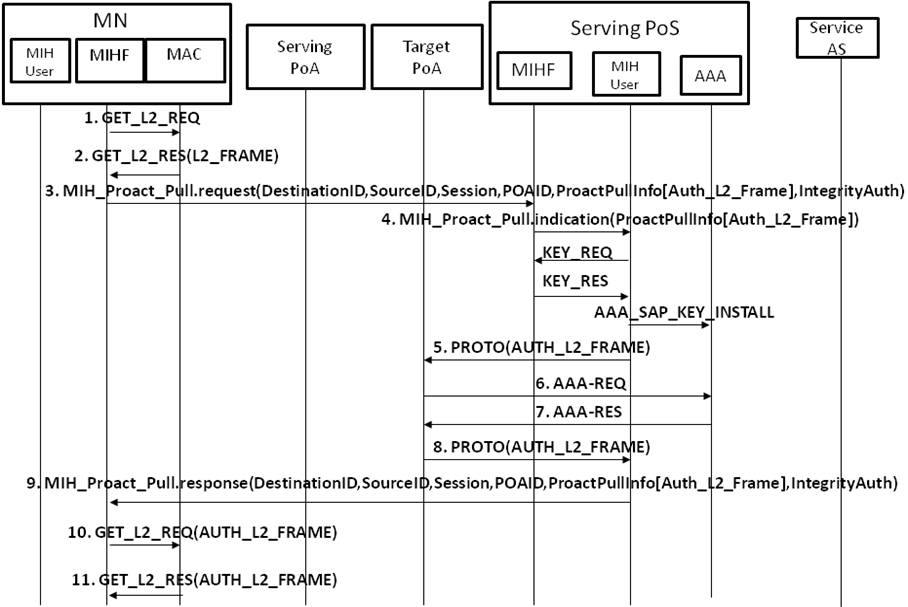 MN
MIH
User
MIHF
MAC
Serving
PoA
Target
PoA
Serving PoS
MIHF
MIH
User
AAA
Service
AS
1. GET_L2_REQ
2. GET_L2_RES(L2_FRAME)
3. MIH_Proact_Pull.request(DestinationID,SourceID,Session,POAID,ProactPullInfo[Auth_L2_Frame],IntegrityAuth)
4. MIH_Proact_Pull.indication(ProactPullInfo[Auth_L2_Frame])
KEY_REQ
KEY_RES
AAA_SAP_KEY_INSTALL
5. PROTO(AUTH_L2_FRAME)
6. AAA-REQ
7. AAA-RES
8. PROTO(AUTH_L2_FRAME)
9. MIH_Proact_Pull.response(DestinationID,SourceID,Session,POAID,ProactPullInfo[Auth_L2_Frame],IntegrityAuth)
10. GET_L2_REQ(AUTH_L2_FRAME)
11. GET_L2_RES(AUTH_L2_FRAME)